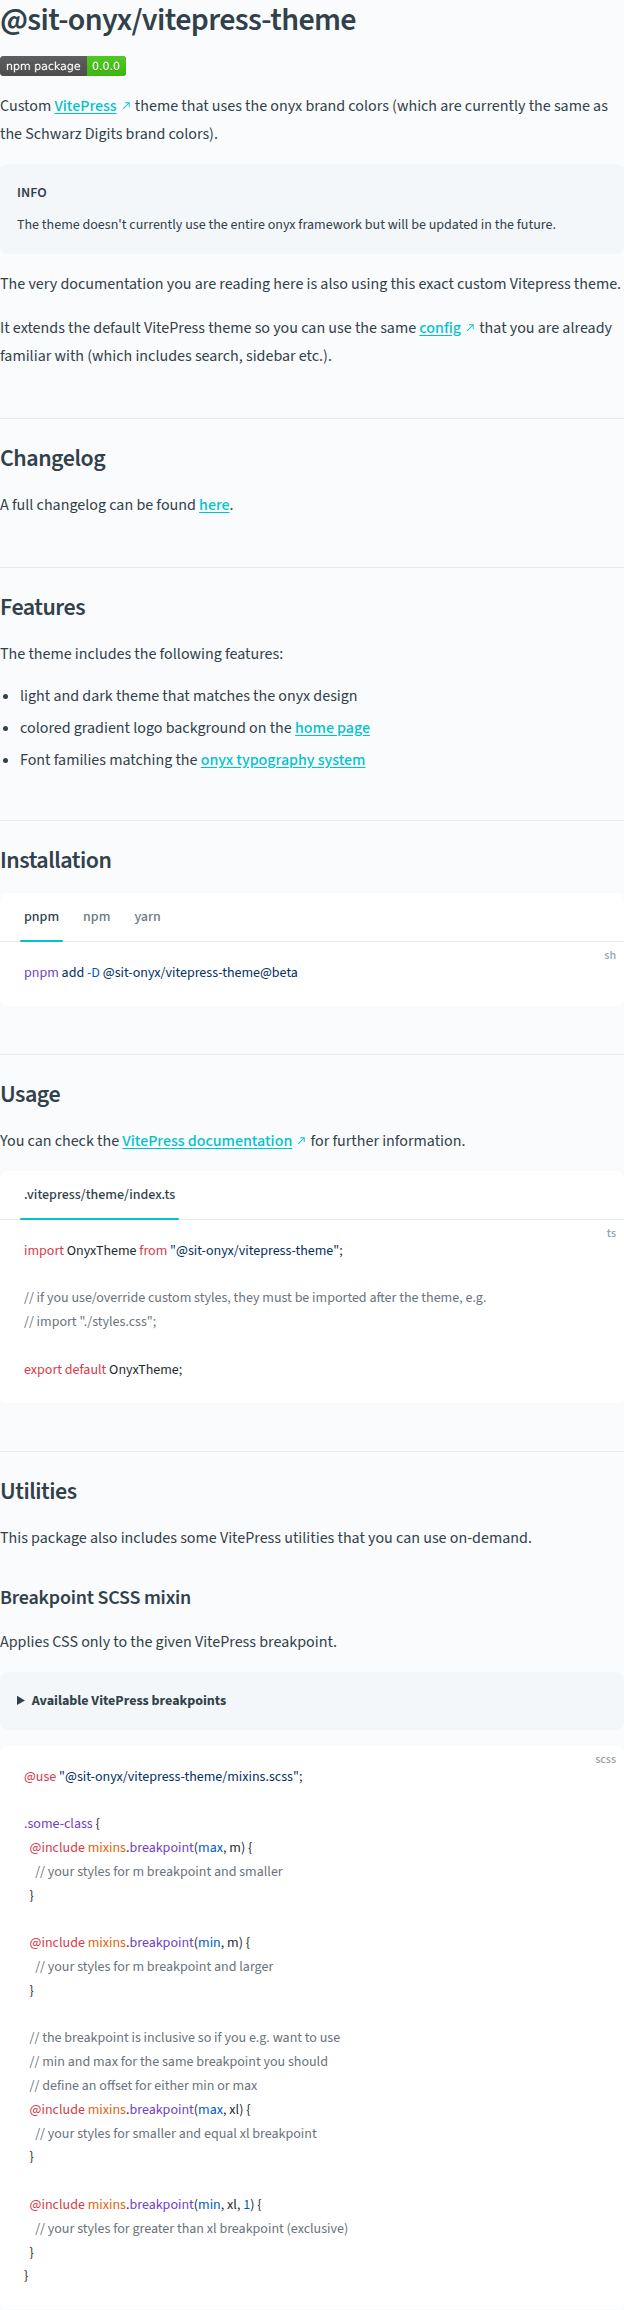 @sit-onyx/vitepress-theme
npm package 0.0.0
Custom VitePress ↗ theme that uses the onyx brand colors (which are currently the same as
the Schwarz Digits brand colors).
INFO
The theme doesn't currently use the entire onyx framework but will be updated in the future.
The very documentation you are reading here is also using this exact custom Vitepress theme.
It extends the default VitePress theme so you can use the same config ↗ that you are already
familiar with (which includes search, sidebar etc.).
Changelog
A full changelog can be found here.
Features
The theme includes the following features:
• light and dark theme that matches the onyx design
• colored gradient logo background on the home page
• Font families matching the onyx typography system
Installation
pnpm npm yarn
sh
pnpm add -D @sit-onyx/vitepress-theme@beta
Usage
You can check the VitePress documentation ↗ for further information.
.vitepress/theme/index.ts
ts
import OnyxTheme from "@sit-onyx/vitepress-theme";
// if you use/override custom styles, they must be imported after the theme, e.g.
// import "./styles.css";
export default OnyxTheme;
Utilities
This package also includes some VitePress utilities that you can use on-demand.
Breakpoint SCSS mixin
Applies CSS only to the given VitePress breakpoint.
▶ Available VitePress breakpoints
scss
@use "@sit-onyx/vitepress-theme/mixins.scss";
.some-class {
@include mixins.breakpoint(max, m) {
// your styles for m breakpoint and smaller
}
@include mixins.breakpoint(min, m) {
// your styles for m breakpoint and larger
}
// the breakpoint is inclusive so if you e.g. want to use
// min and max for the same breakpoint you should
// define an offset for either min or max
@include mixins.breakpoint(max, xl) {
// your styles for smaller and equal xl breakpoint
}
@include mixins.breakpoint(min, xl, 1) {
// your styles for greater than xl breakpoint (exclusive)
}
}